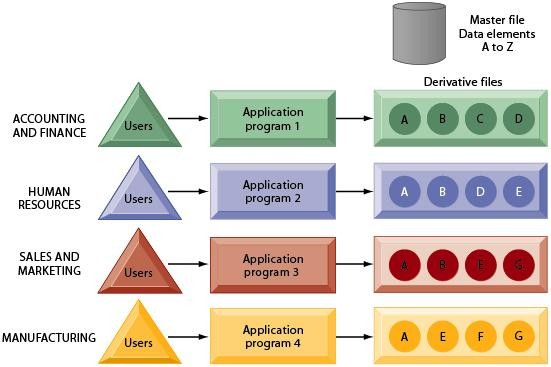 Master file
Data elements
A to Z
Derivative files
ACCOUNTING
AND FINANCE
Users
Application
program 1
A B C D
HUMAN
RESOURCES
Users
Application
program 2
A B D E
SALES AND
MARKETING
Users
Application
program 3
A B E G
MANUFACTURING
Users
Application
program 4
A E F G